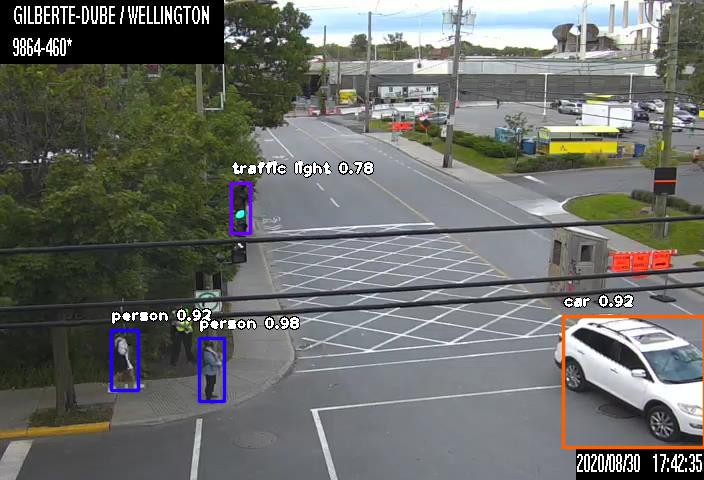 GILBERTE-DUBE / WELLINGTON
9864-460*
traffic light 0.78
car 0.92
person 0.92
person 0.98
2020/08/30 17:42:35